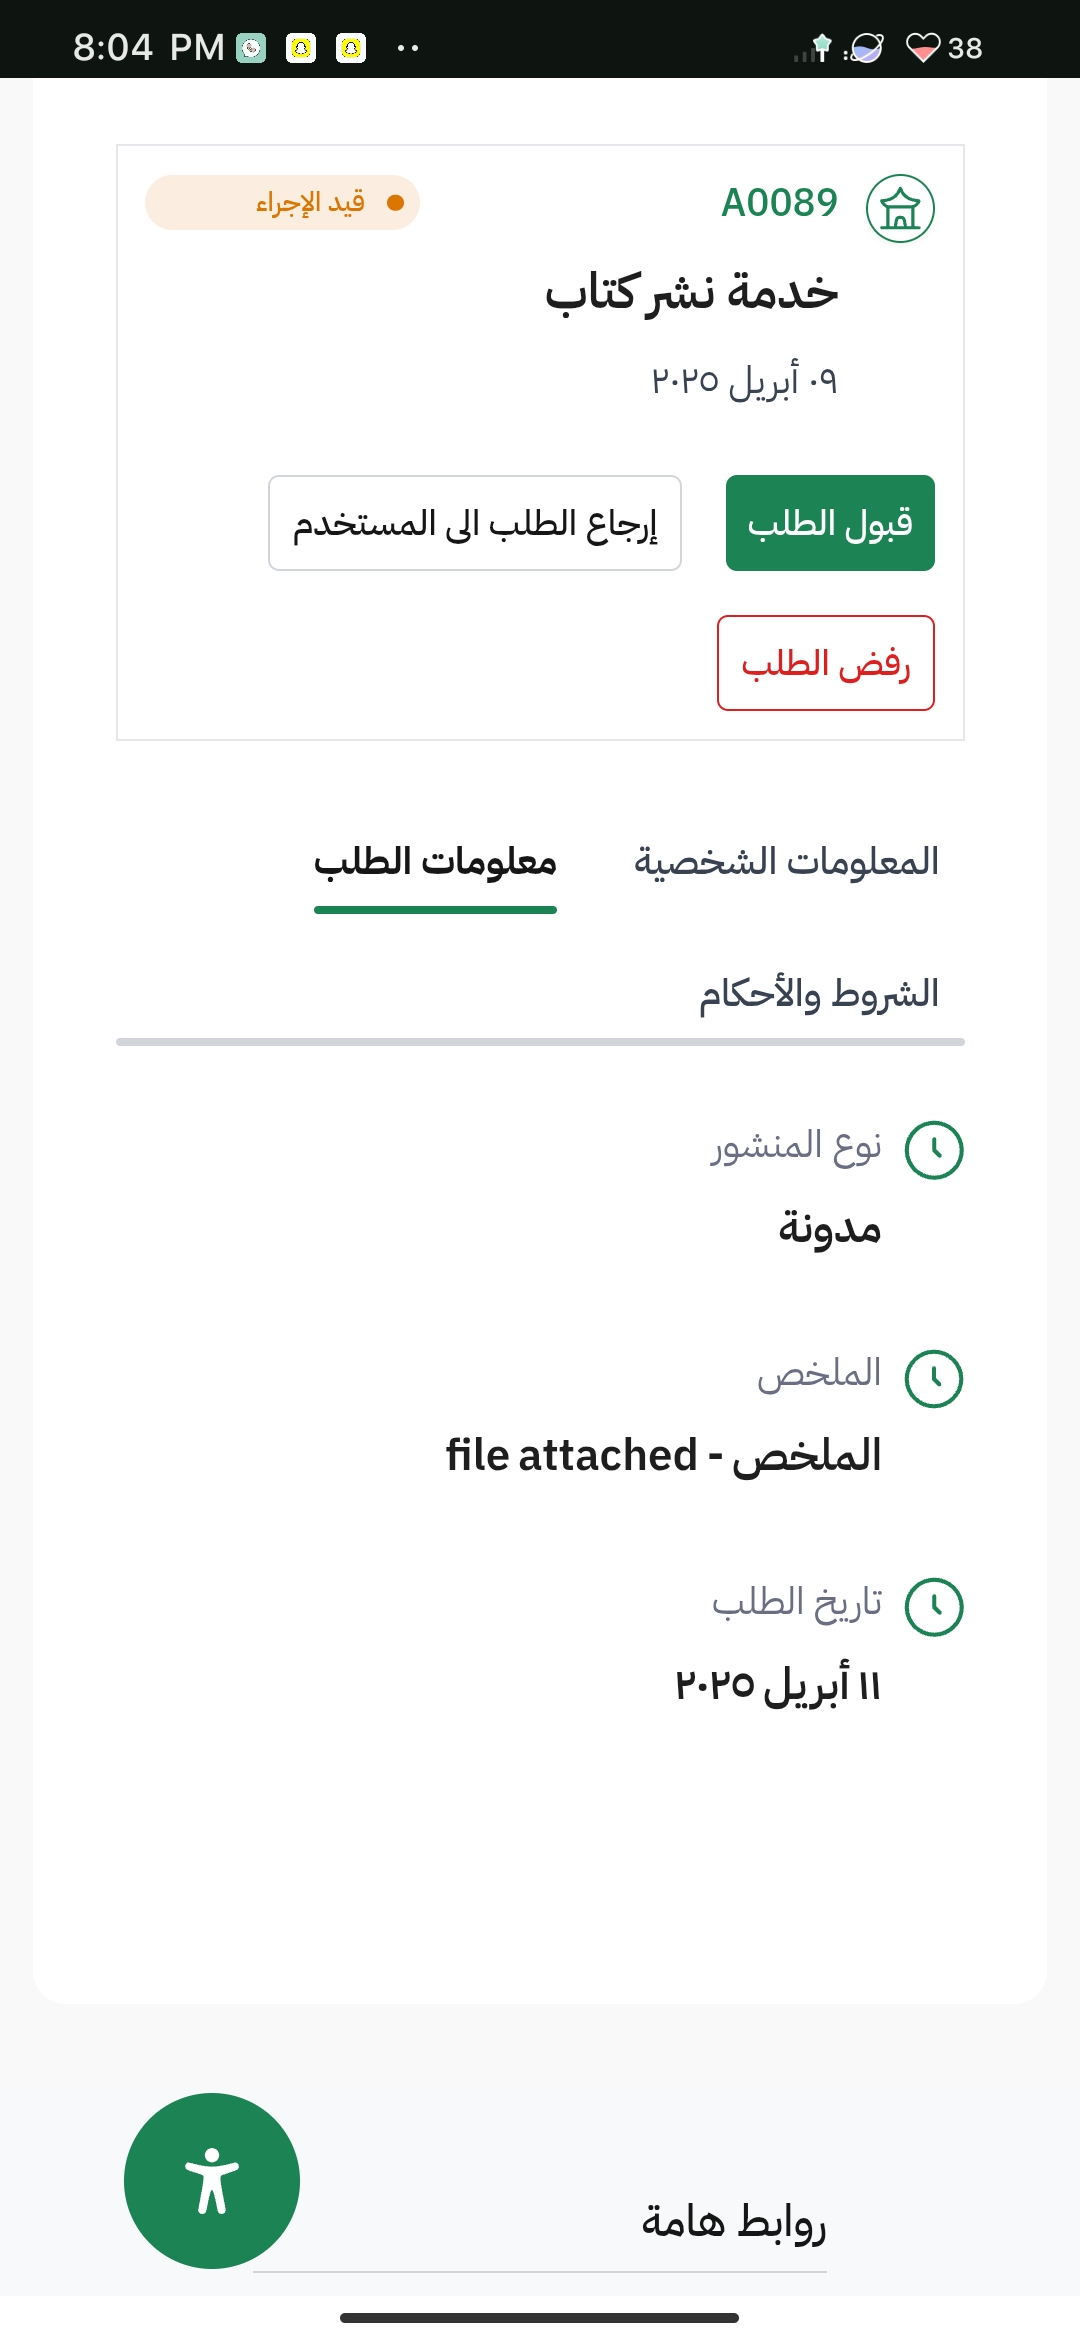 8:04 PM
38
A0089
قيد الإجراء
خدمة نشر كتاب
٠٩ أبريل ٢٠٢٥
قبول الطلب
إرجاع الطلب الى المستخدم
رفض الطلب
المعلومات الشخصية
معلومات الطلب
الشروط والأحكام
نوع المنشور
مدونة
الملخص
الملخص - file attached
تاريخ الطلب
١١ أبريل ٢٠٢٥
روابط هامة